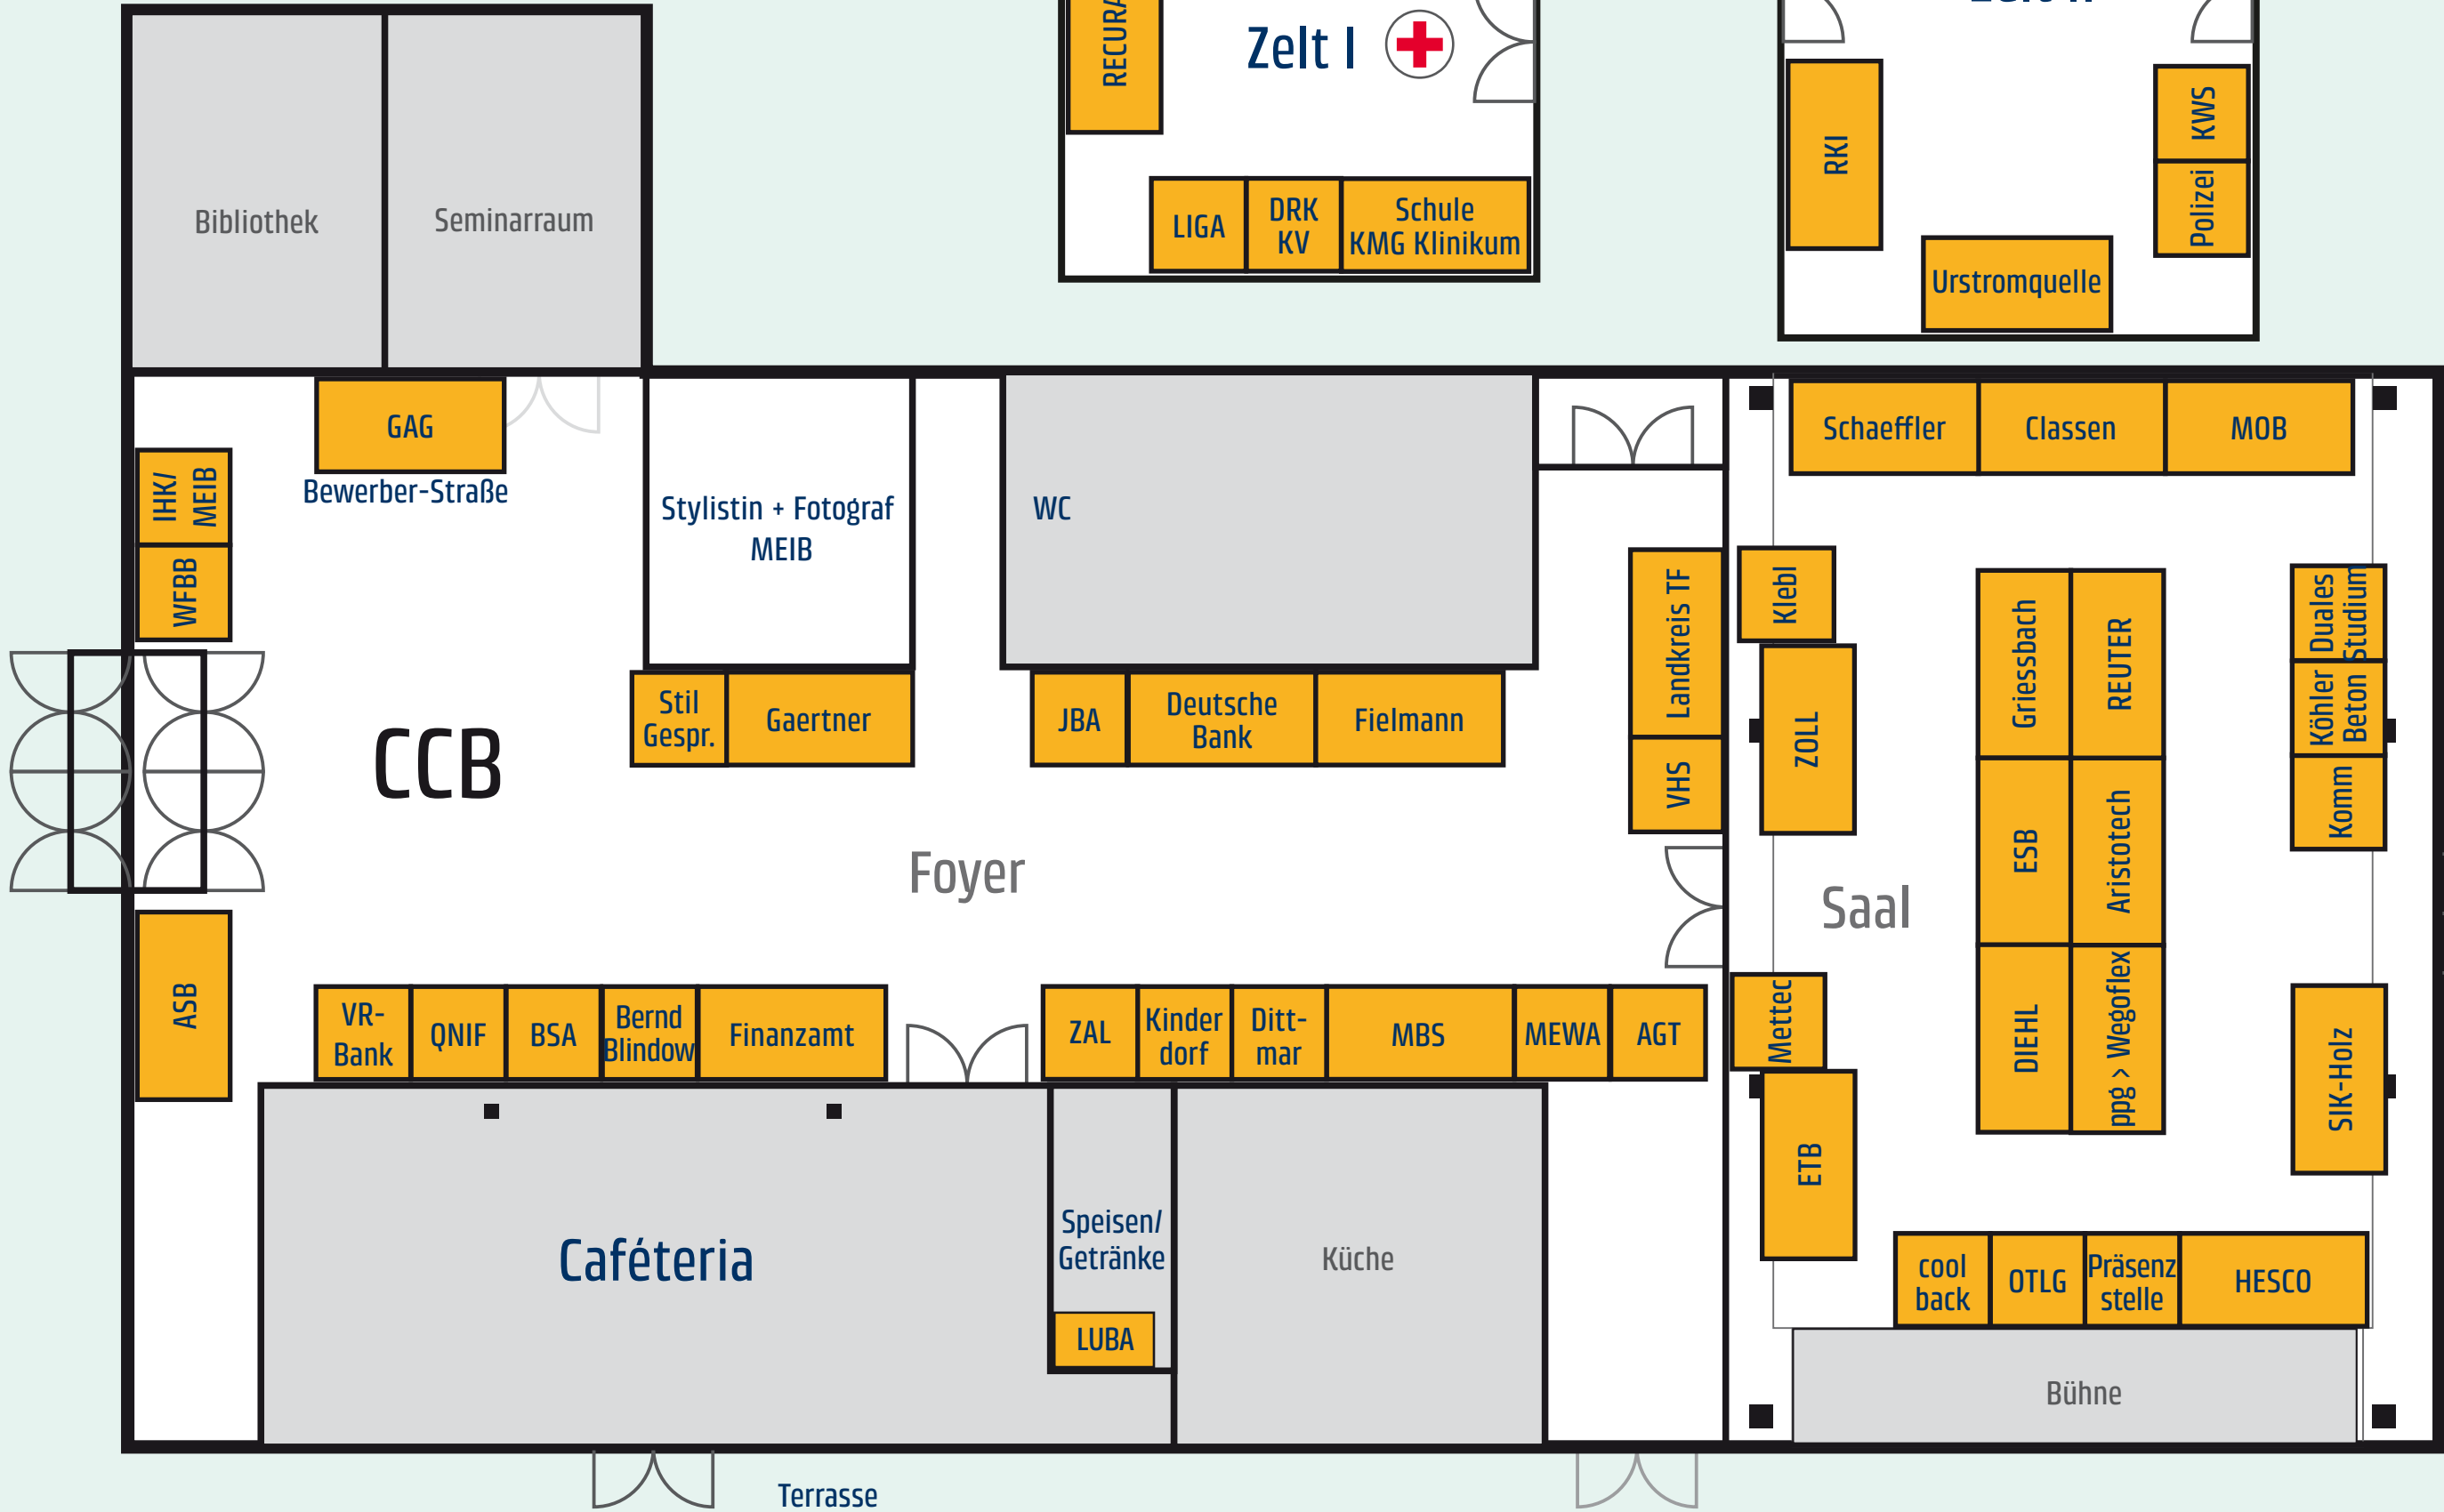 RECURA
Zelt I
RKI
KWS
Polizei
Urstromquelle
LIGA
DRK
KV
Schule
KMG Klinikum
Bibliothek
Seminarraum
GAG
Bewerber-Straße
IHK/
MEIB
WFBB
Stylistin + Fotograf
MEIB
WC
Schaeffler
Classen
MOB
Landkreis TF
VHS
Klebl
ZOLL
Griessbach
REUTER
Duales
Studium
Köhler
Beton
Komm
Stil
Gespr.
Gaertner
JBA
Deutsche
Bank
Fielmann
CCB
Foyer
Saal
ESB
Aristotech
ASB
VR-
Bank
QNIF
BSA
Bernd
Blindow
Finanzamt
ZAL
Kinder
dorf
Ditt-
mar
MBS
MEWA
AGT
Mettec
ETB
DIEHL
ppg > Wegoflex
SIK-Holz
Caféteria
Speisen/
Getränke
LUBA
Küche
cool
back
OTLG
Präsenz
stelle
HESCO
Bühne
Terrasse